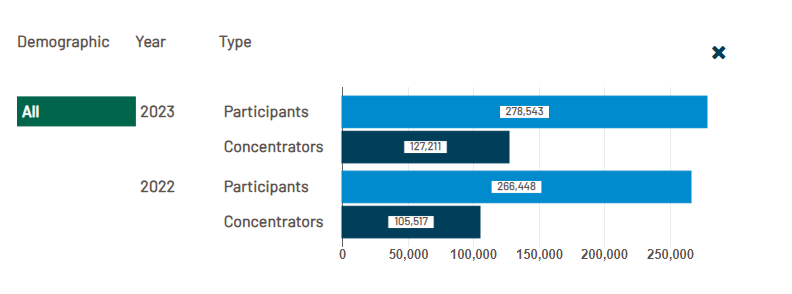 Demographic Year Type
All 2023 Participants 278,543
Concentrators 127,211
2022 Participants 266,448
Concentrators 105,517
0 50,000 100,000 150,000 200,000 250,000